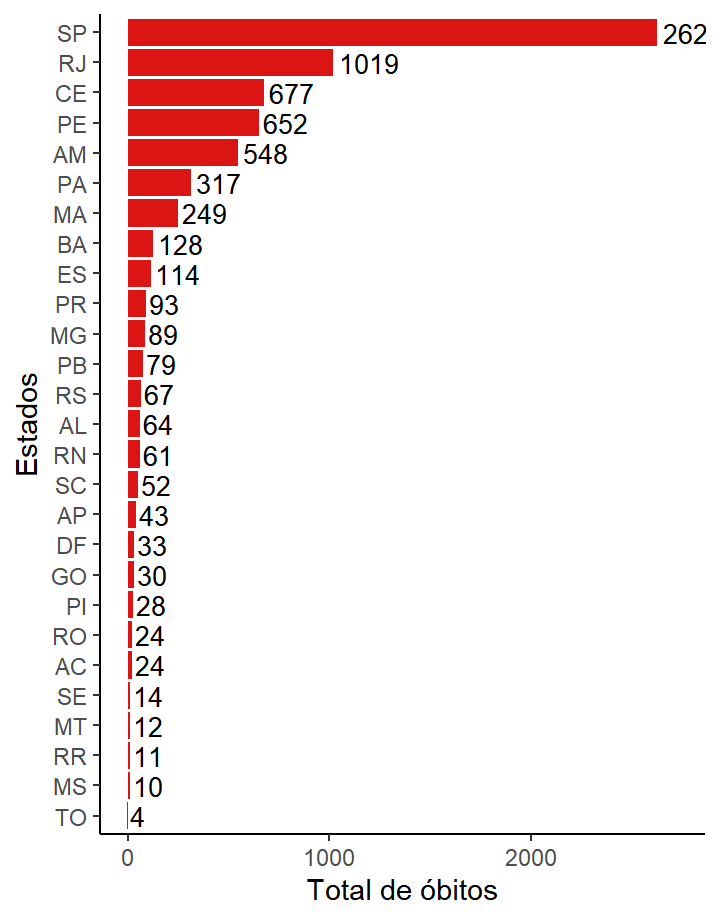 SP 262
RJ 1019
CE 677
PE 652
AM 548
PA 317
MA 249
BA 128
ES 114
PR 93
MG 89
PB 79
RS 67
AL 64
RN 61
SC 52
AP 43
DF 33
GO 30
PI 28
RO 24
AC 24
SE 14
MT 12
RR 11
MS 10
TO 4
Estados
0 1000 2000
Total de óbitos